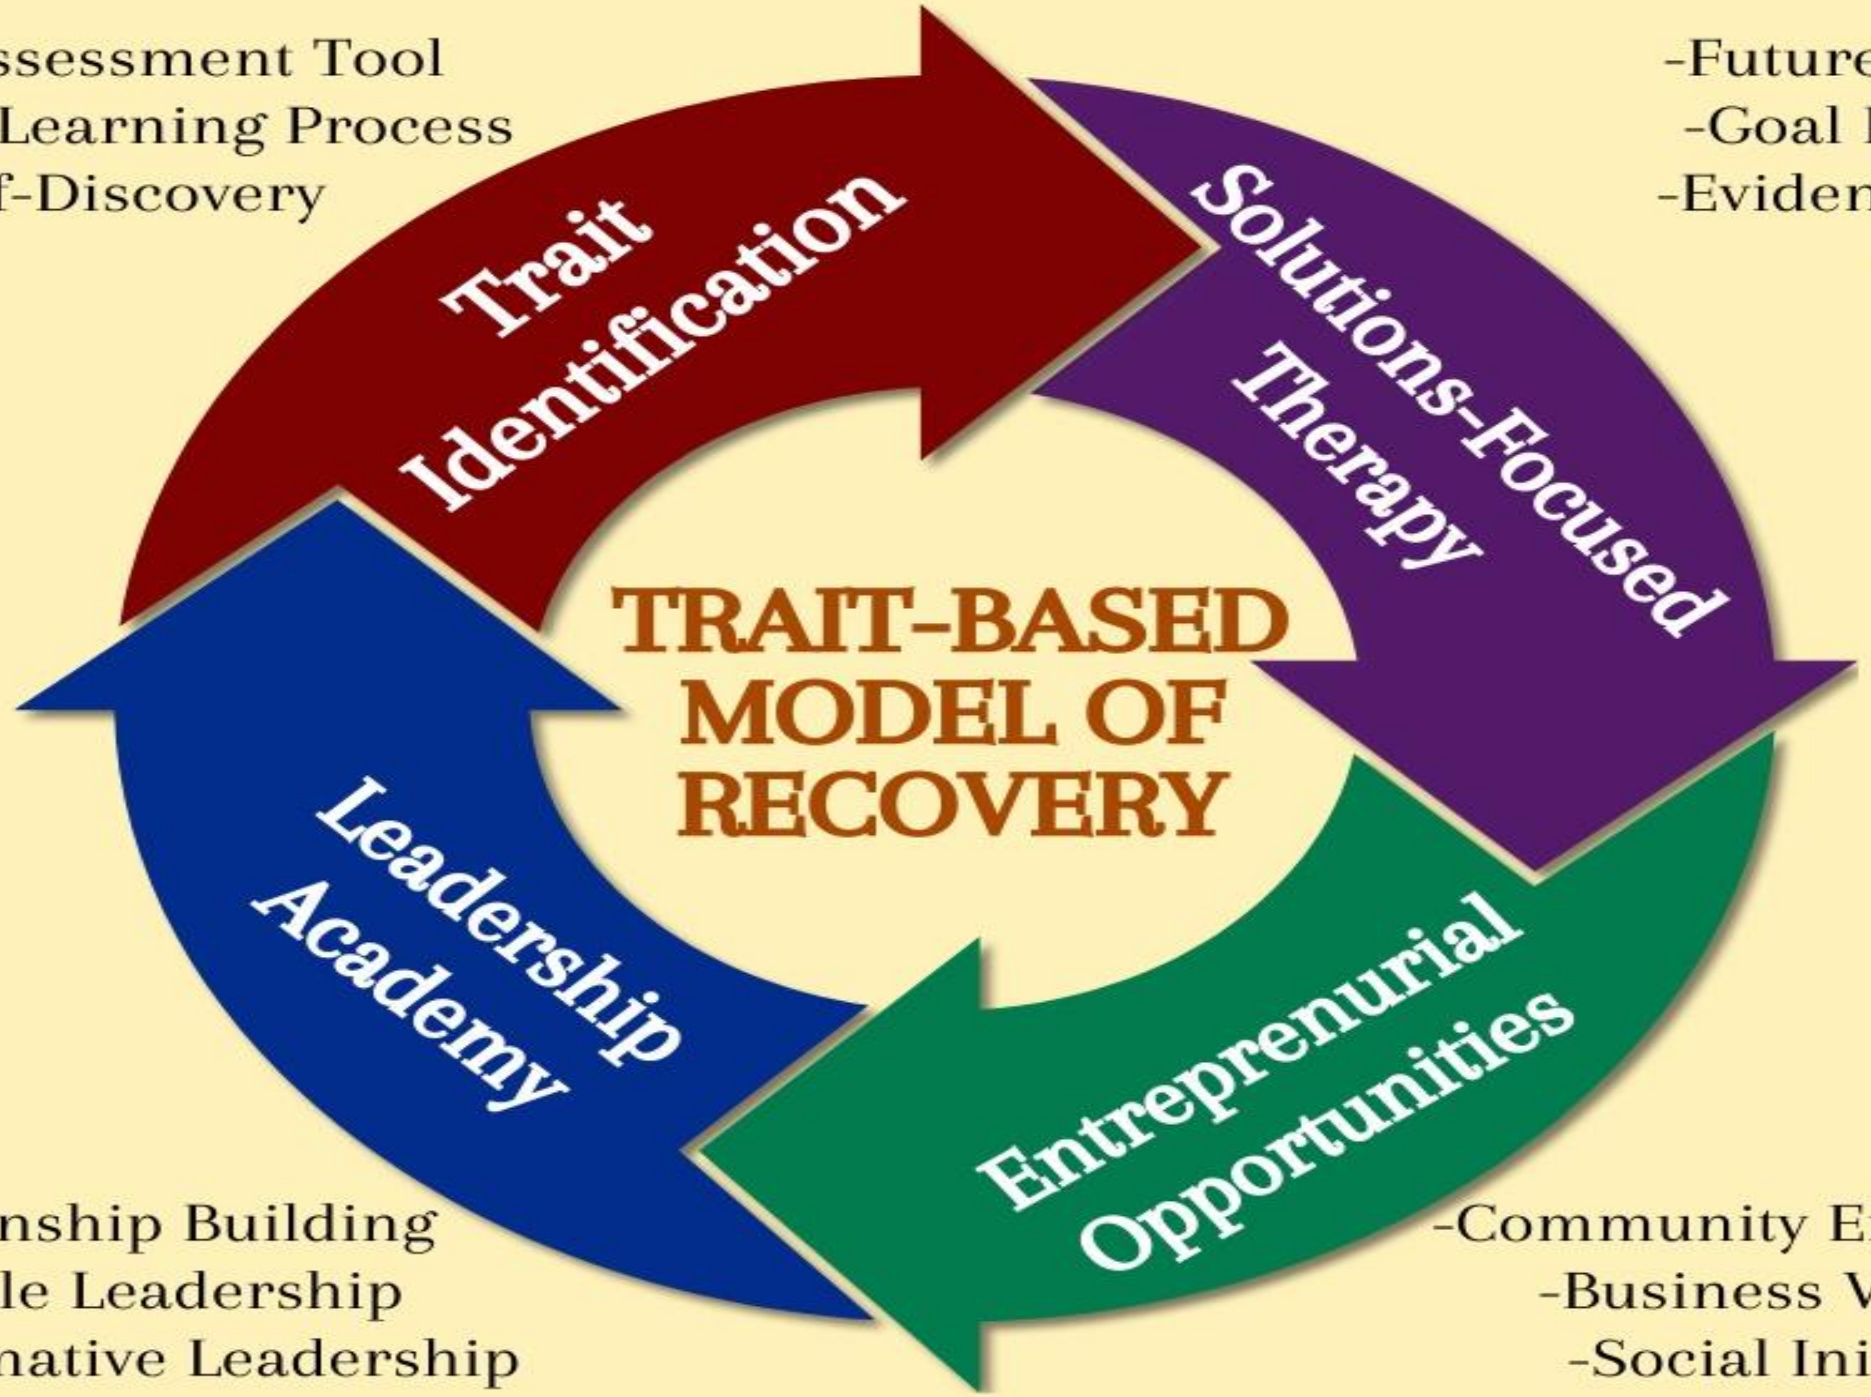 ssessment Tool
Learning Process
f-Discovery
-Future
-Goal
-Eviden
Trait
Identification
Solutions-Focused
Therapy
TRAIT-BASED
MODEL OF
RECOVERY
Leadership
Academy
Entreprenurial
Opportunities
nship Building
le Leadership
native Leadership
-Community E
-Business V
-Social Ini